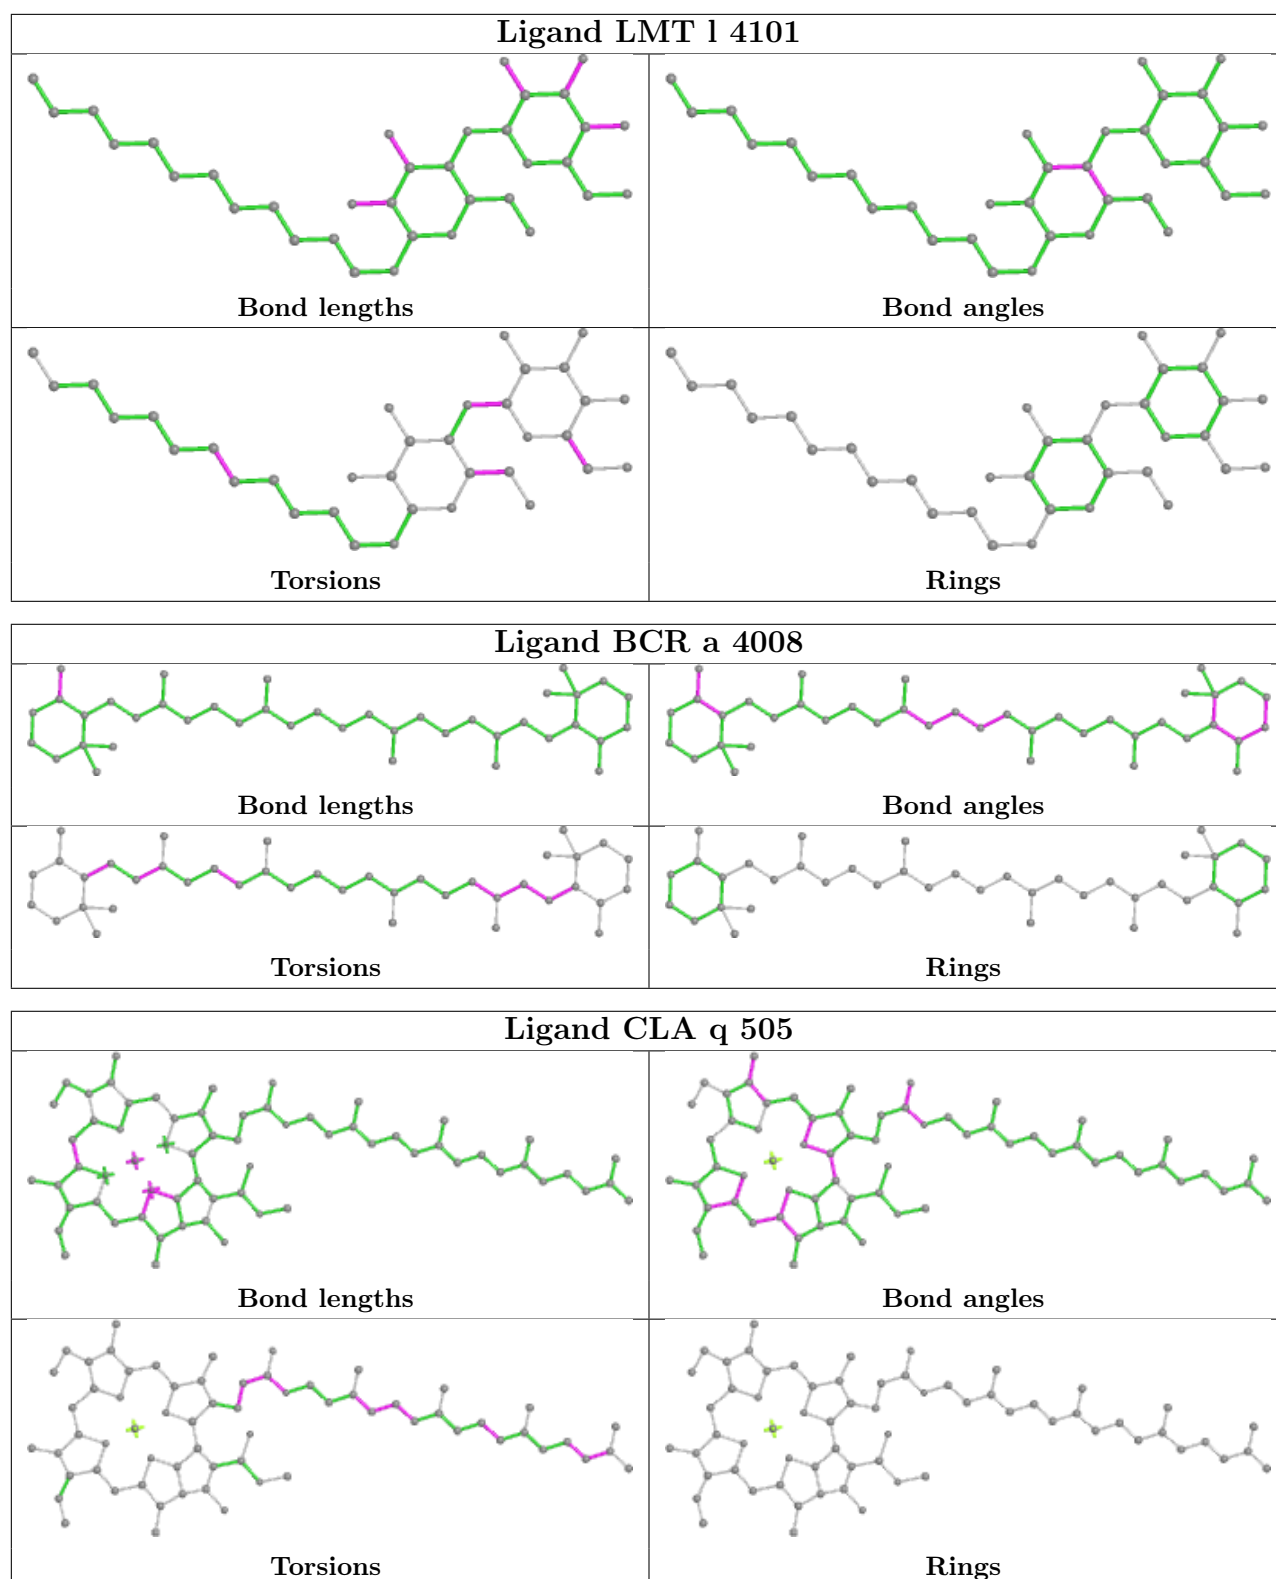 Ligand LMT l 4101
Bond lengths
Bond angles
Torsions
Rings
Ligand BCR a 4008
Bond lengths
Bond angles
Torsions
Rings
Ligand CLA q 505
Bond lengths
Bond angles
Torsions
Rings